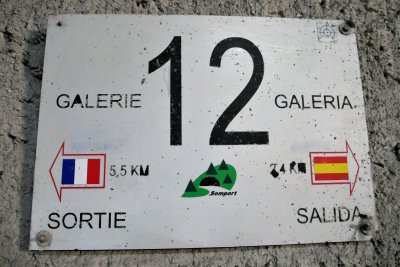 12
GALERIE GALERIA
5,5 KM
Somport
SORTIE SALIDA